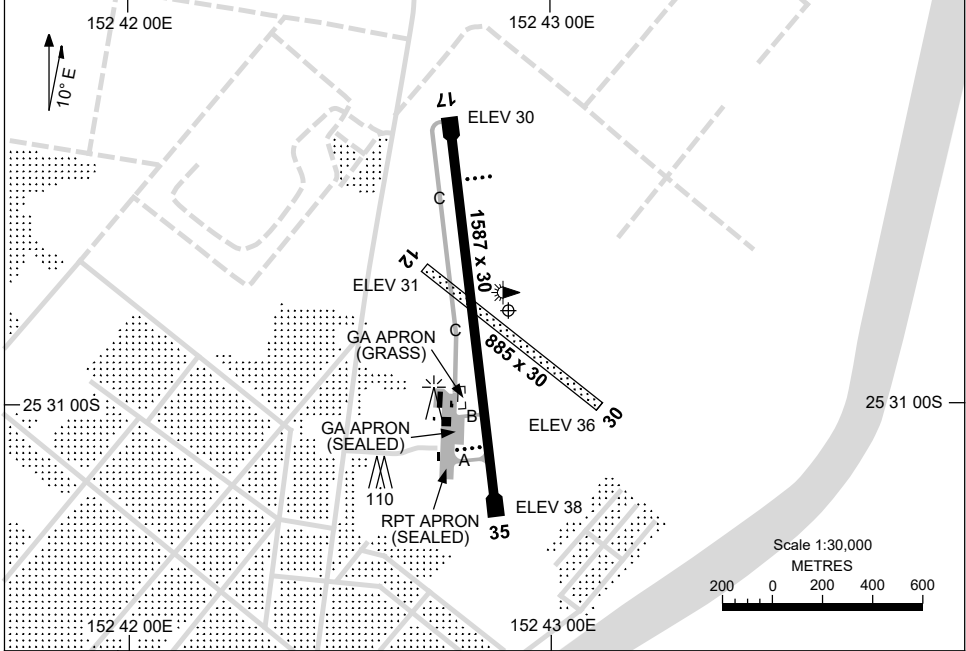 152 42 00E
152 43 00E
10° E
17
ELEV 30
C
1587 x 30
12
ELEV 31
C
GA APRON
(GRASS)
885 x 30
25 31 00S
25 31 00S
B
30
ELEV 36
GA APRON
(SEALED)
A
110
ELEV 38
RPT APRON
(SEALED)
35
Scale 1:30,000
METRES
200 0 200 400 600
152 42 00E
152 43 00E